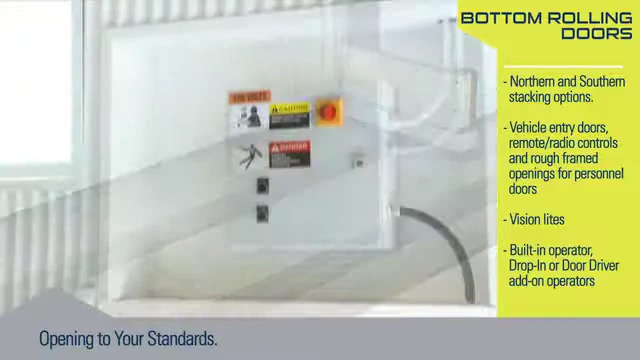 BOTTOM ROLLING
DOORS
- Northern and Southern
stacking options.
- Vehicle entry doors,
remote/radio controls
and rough framed
openings for personnel
doors
- Vision lites
- Built-in operator,
Drop-In or Door Driver
add-on operators
CAUTION
DANGER
Opening to Your Standards.